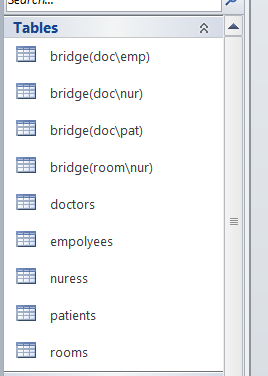 Search...
Tables
bridge(doc\emp)
bridge(doc\nur)
bridge(doc\pat)
bridge(room\nur)
doctors
empolyees
nuress
patients
rooms